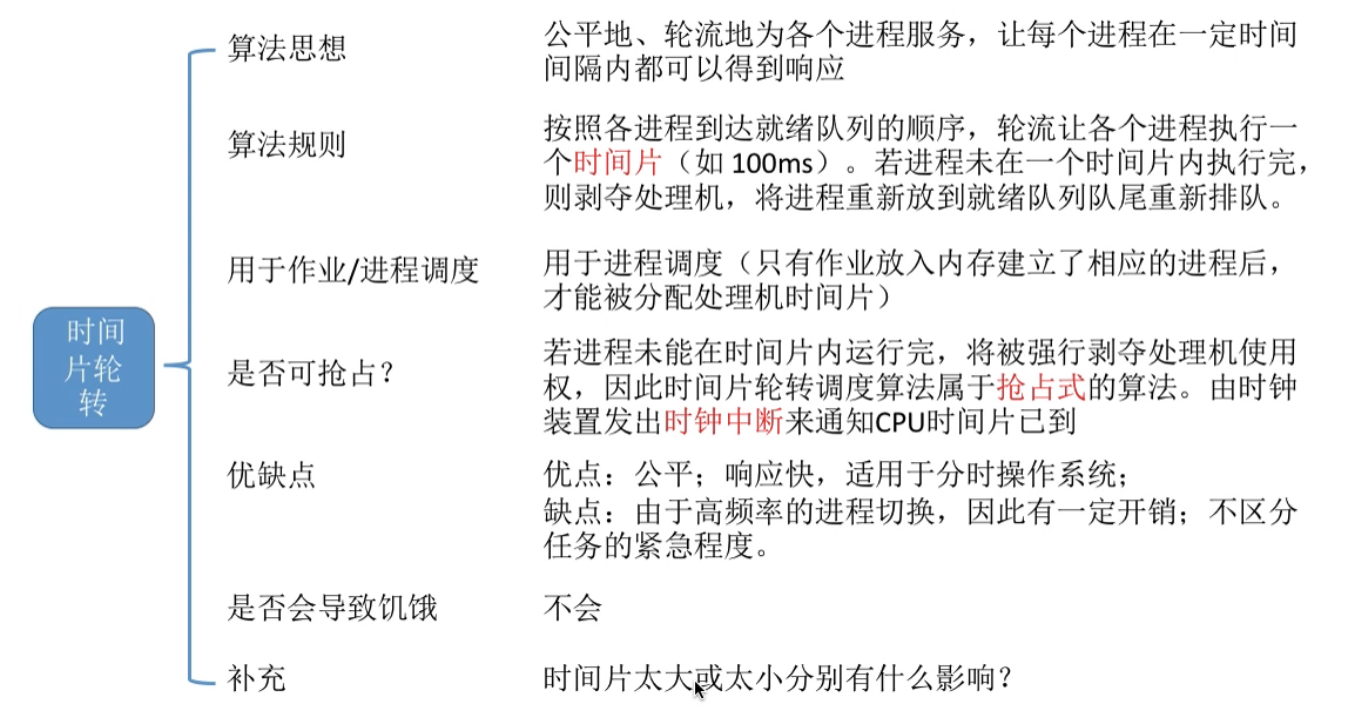 时间
片轮
转
算法思想
公平地、轮流地为各个进程服务，让每个进程在一定时间
间隔内都可以得到响应
算法规则
按照各进程到达就绪队列的顺序，轮流让各个进程执行一
个时间片（如 100ms）。若进程未在一个时间片内执行完，
则剥夺处理机，将进程重新放到就绪队列队尾重新排队。
用于作业/进程调度
用于进程调度（只有作业放入内存建立了相应的进程后，
才能被分配处理机时间片）
是否可抢占？
若进程未能在时间片内运行完，将被强行剥夺处理机使用
权，因此时间片轮转调度算法属于抢占式的算法。由时钟
装置发出时钟中断来通知CPU时间片已到
优缺点
优点：公平；响应快，适用于分时操作系统；
缺点：由于高频率的进程切换，因此有一定开销；不区分
任务的紧急程度。
是否会导致饥饿
不会
补充
时间片太大或太小分别有什么影响？